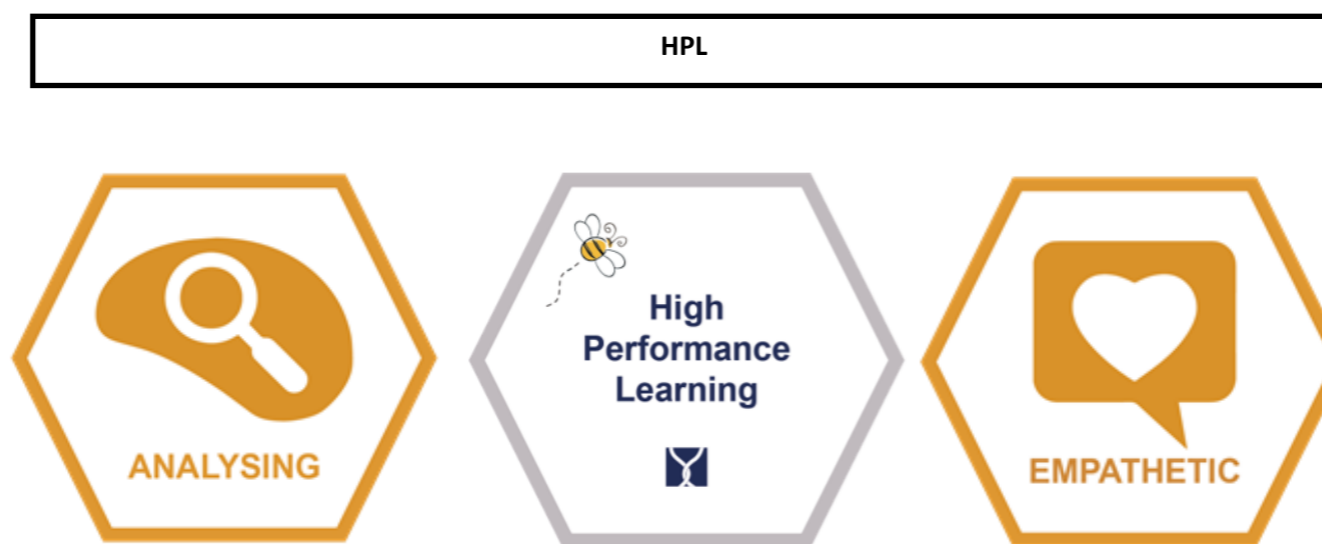 HPL
ANALYSING
High
Performance
Learning
EMPATHETIC